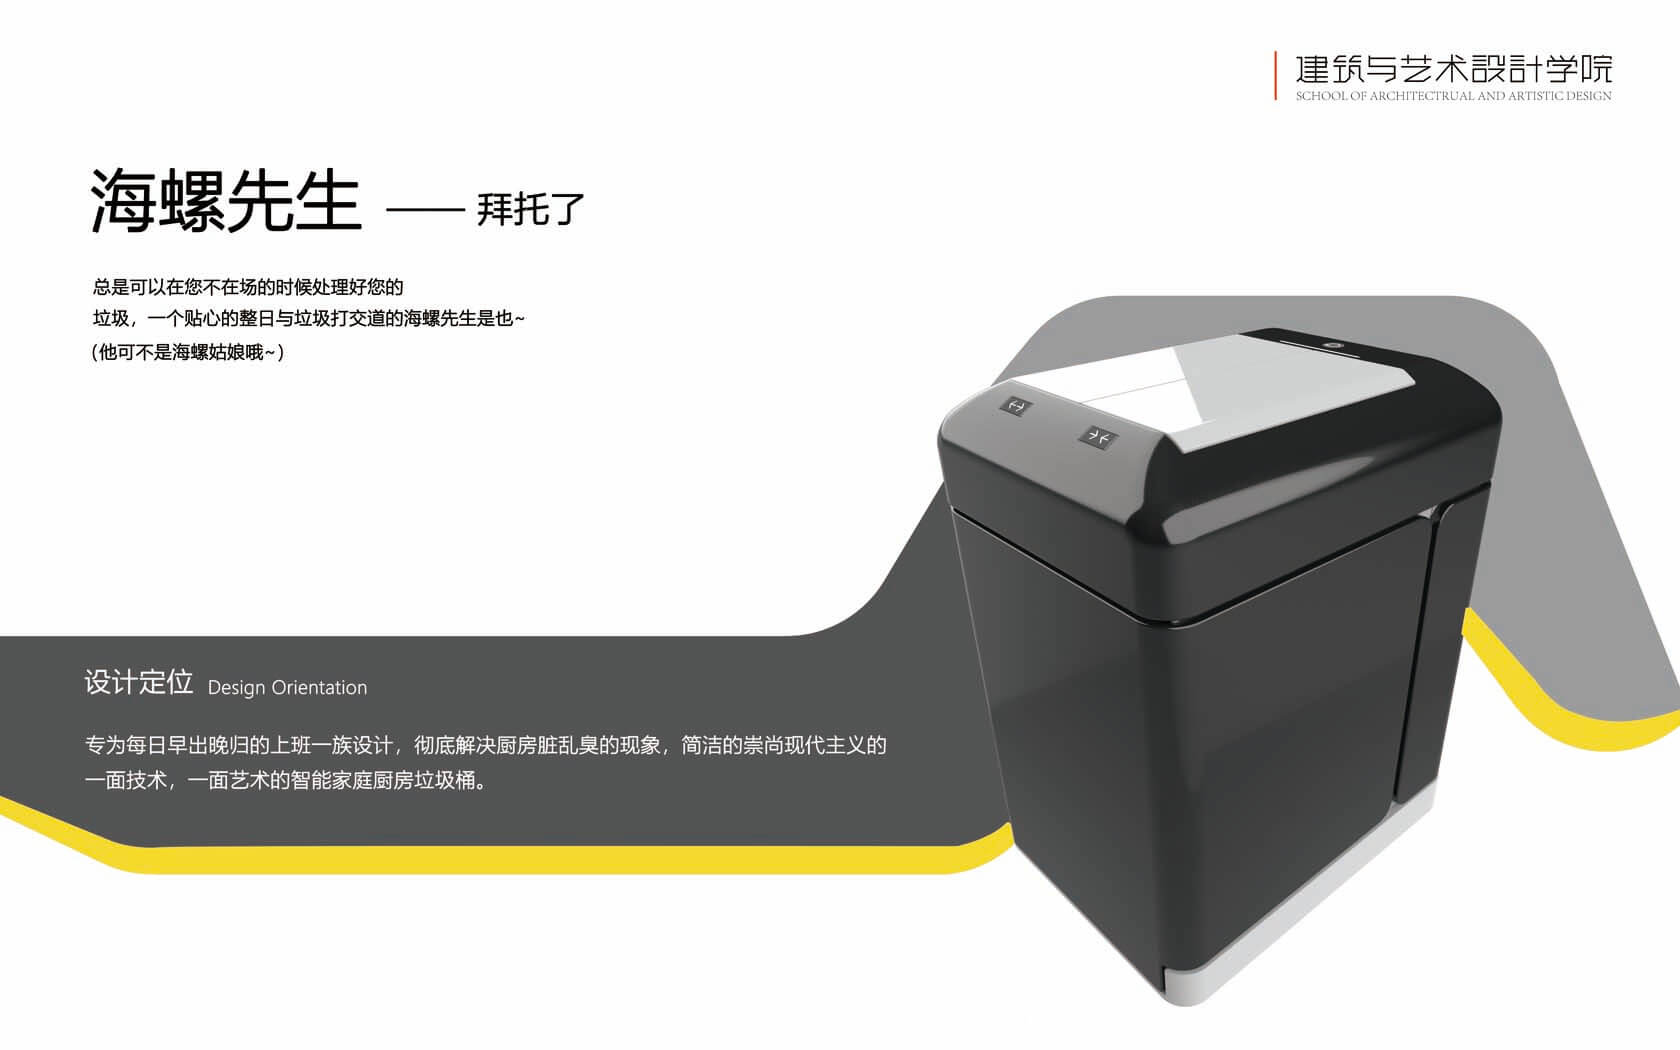 建筑与艺术設計学院
SCHOOL OF ARCHITECTRUAL AND ARTISTIC DESIGN
海螺先生 —— 拜托了
总是可以在您不在场的时候处理好您的
垃圾，一个贴心的整日与垃圾打交道的海螺先生是也~
(他可不是海螺姑娘哦~)
设计定位 Design Orientation
专为每日早出晚归的上班一族设计，彻底解决厨房脏乱臭的现象，简洁的崇尚现代主义的
一面技术，一面艺术的智能家庭厨房垃圾桶。